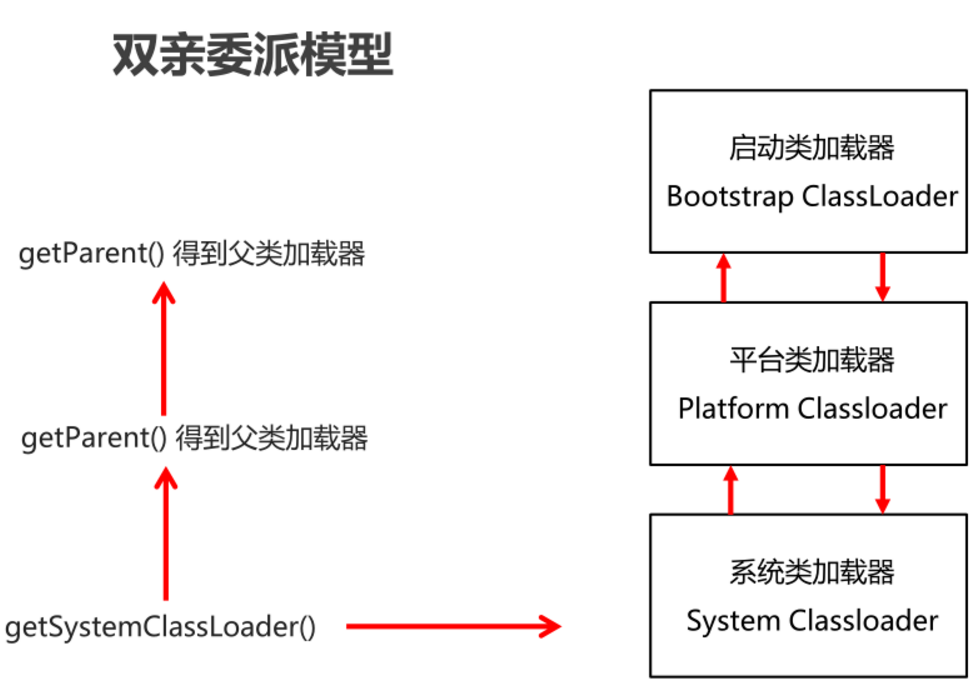 双亲委派模型
启动类加载器
Bootstrap ClassLoader
getParent() 得到父类加载器
平台类加载器
Platform Classloader
getParent() 得到父类加载器
系统类加载器
System Classloader
getSystemClassLoader()